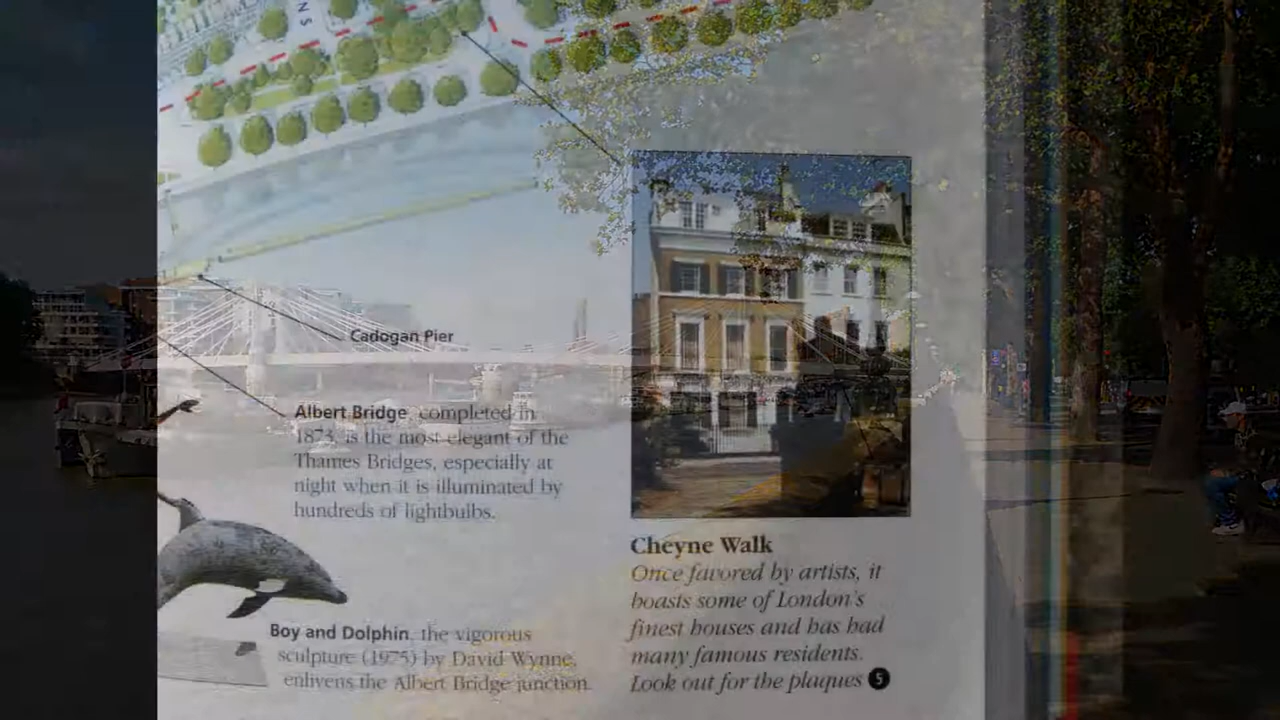 NS
Cadogan Pier
Albert Bridge, completed in
1873, is the most elegant of the
Thames Bridges, especially at
night when it is illuminated by
hundreds of lightbulbs.
Boy and Dolphin, the vigorous
sculpture (1975) by David Wynne,
enlivens the Albert Bridge junction.
Cheyne Walk
Once favored by artists, it
boasts some of London's
finest houses and has had
many famous residents.
Look out for the plaques 5